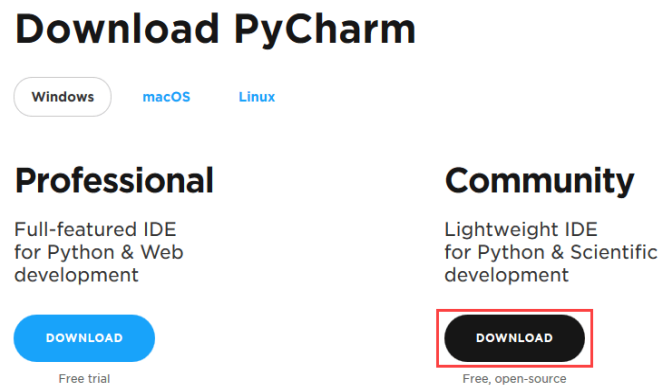 Download PyCharm
Windows macOS Linux
Professional
Full-featured IDE
for Python & Web
development
DOWNLOAD
Free trial
Community
Lightweight IDE
for Python & Scientific
development
DOWNLOAD
Free, open-source